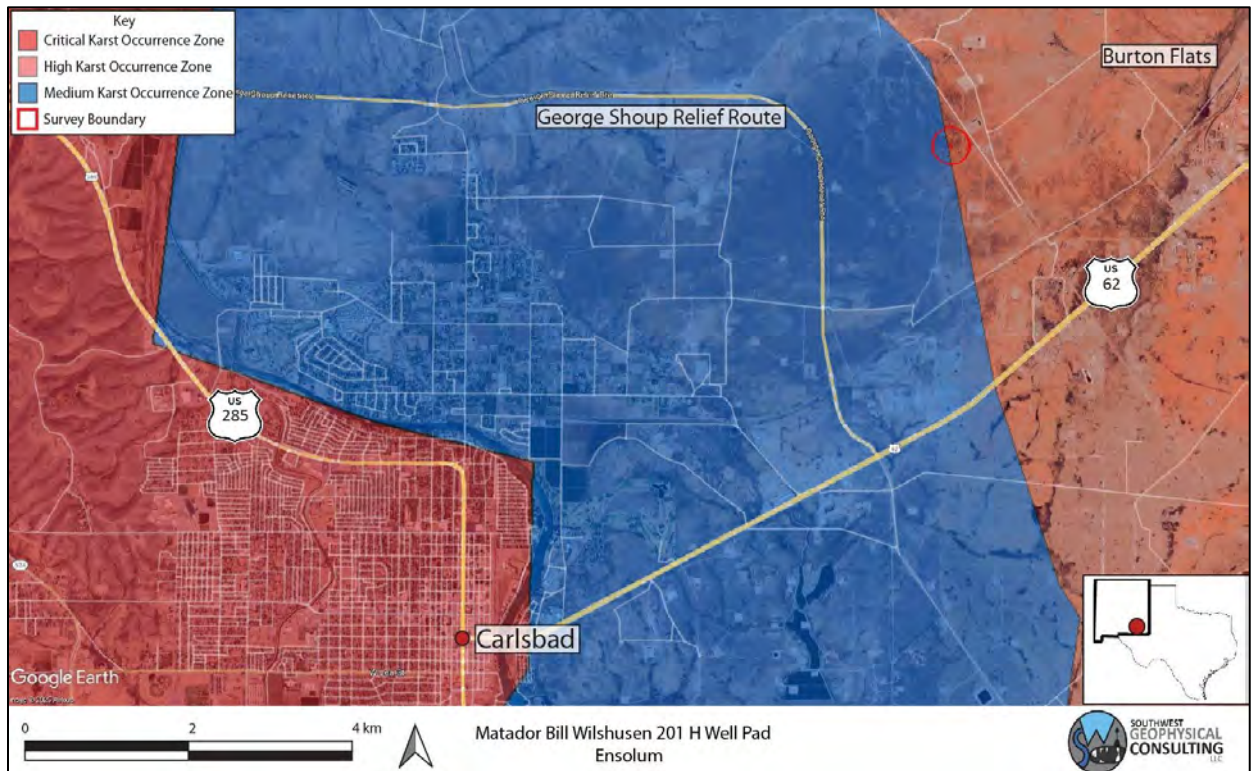 Key
Critical Karst Occurrence Zone
High Karst Occurrence Zone
Medium Karst Occurrence Zone
Survey Boundary
Burton Flats
George Shoup Relief Route
US
62
US
285
62
Carlsbad
Google Earth
0
2
4 km
Matador Bill Wilshusen 201 H Well Pad
Ensolum
SOUTHWEST
GEOPHYSICAL
CONSULTING
LLC